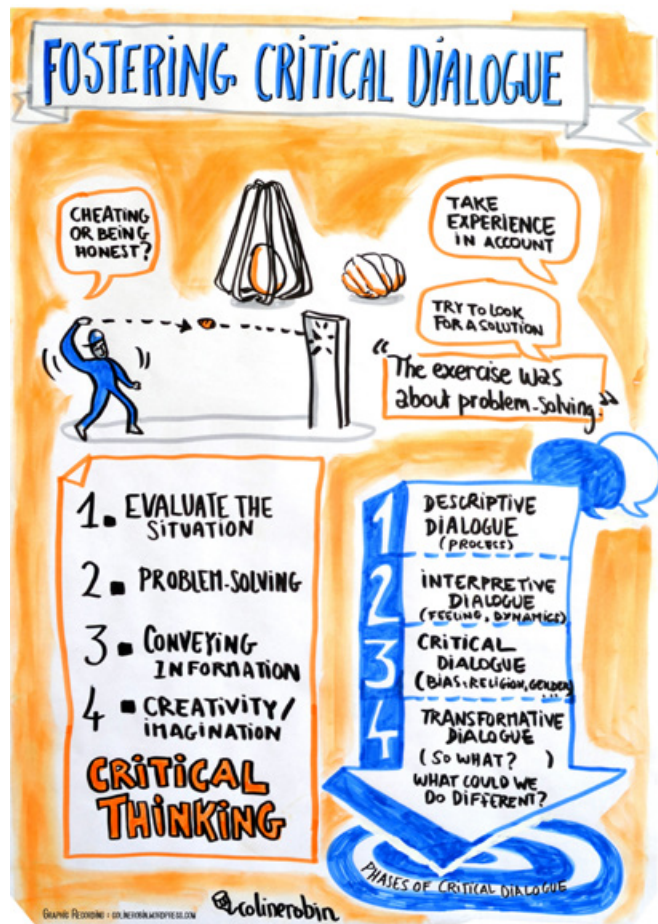 FOSTERING CRITICAL DIALOGUE
CHEATING
OR BEING
HONEST?
TAKE
EXPERIENCE
IN ACCOUNT
TRY TO LOOK
FOR A SOLUTION
"The exercise was
about problem-solving."
1. EVALUATE THE
SITUATION
2. PROBLEM-SOLVING
3. CONVEYING
INFORMATION
4. CREATIVITY/
IMAGINATION
CRITICAL
THINKING
1 DESCRIPTIVE
DIALOGUE
(PROCESS)
2 INTERPRETIVE
DIALOGUE
(FEELING, DYNAMICS)
3 CRITICAL
DIALOGUE
(BIAS: RELIGION, GENDER)
4 TRANSFORMATIVE
DIALOGUE
(SO WHAT? )
WHAT COULD WE
DO DIFFERENT?
PHASES OF CRITICAL DIALOGUE
GRAPHIC RECORDING: COLINEROBIN.WORDPRESS.COM
colinerobin